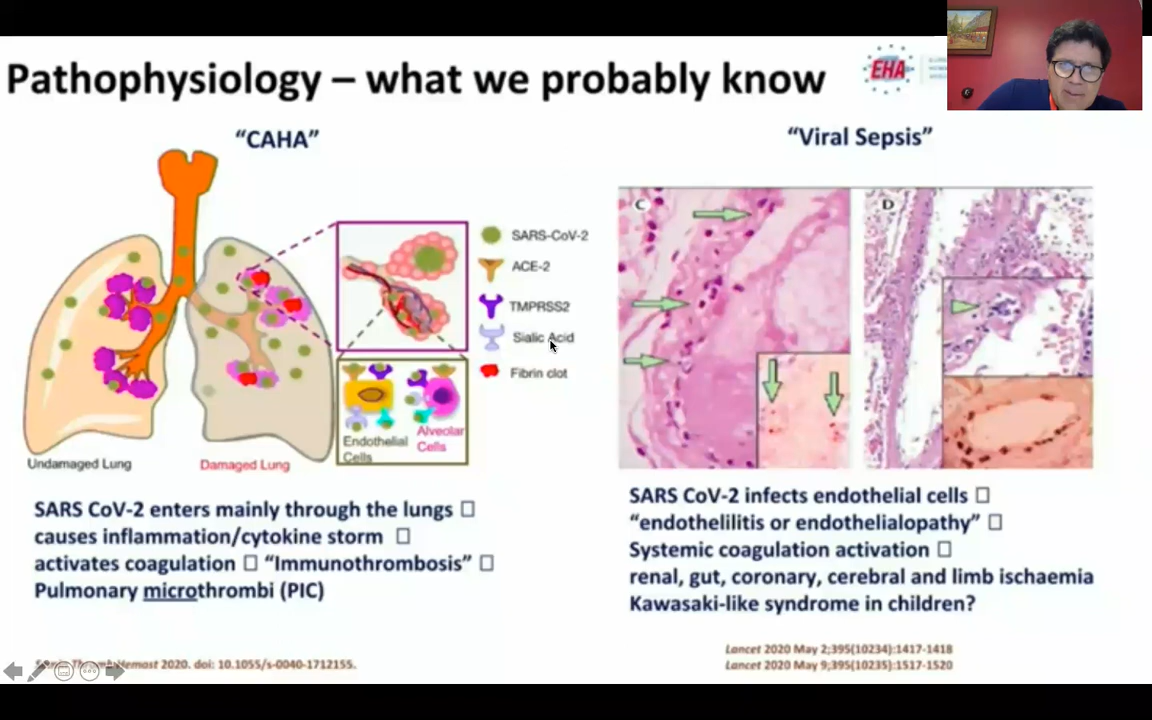 Pathophysiology – what we probably know
EHA
“CAHA”
“Viral Sepsis”
SARS-CoV-2
ACE-2
TMPRSS2
Sialic Acid
Fibrin clot
Endothelial
Cells
Alveolar
Cells
Undamaged Lung
Damaged Lung
C
D
SARS CoV-2 enters mainly through the lungs □
causes inflammation/cytokine storm □
activates coagulation □ “Immunothrombosis” □
Pulmonary microthrombi (PIC)
SARS CoV-2 infects endothelial cells □
“endothelilitis or endothelialopathy” □
Systemic coagulation activation □
renal, gut, coronary, cerebral and limb ischaemia
Kawasaki-like syndrome in children?
2020. doi: 10.1055/s-0040-1712155.
Lancet 2020 May 2;395(10234):1417-1418
Lancet 2020 May 9;395(10235):1517-1520